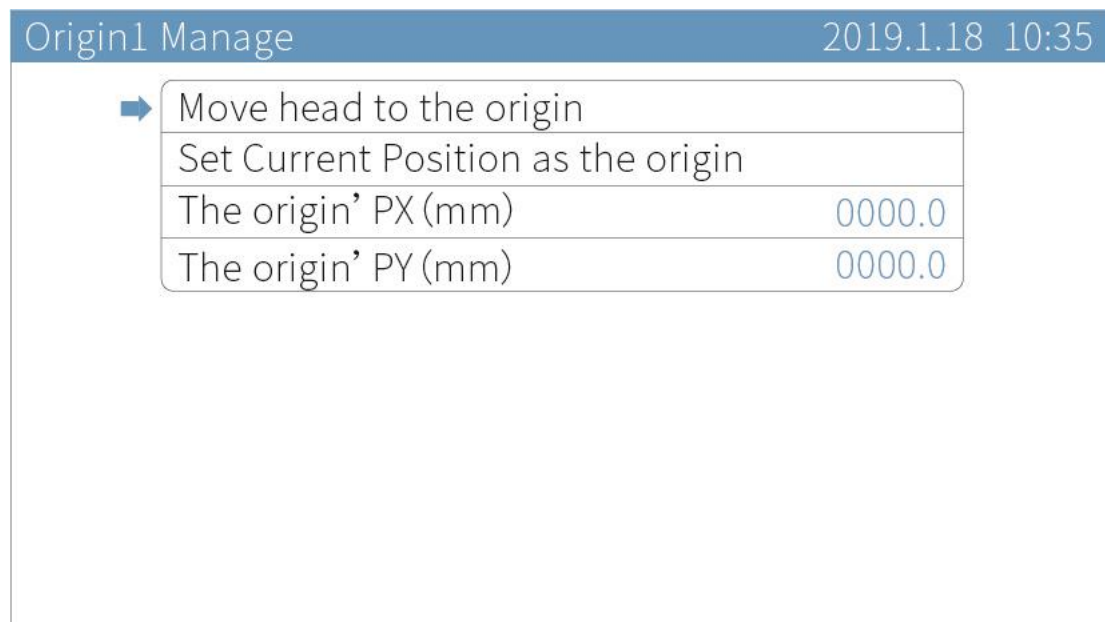 Origin1 Manage 2019.1.18 10:35
Move head to the origin
Set Current Position as the origin
The origin’ PX (mm) 0000.0
The origin’ PY (mm) 0000.0